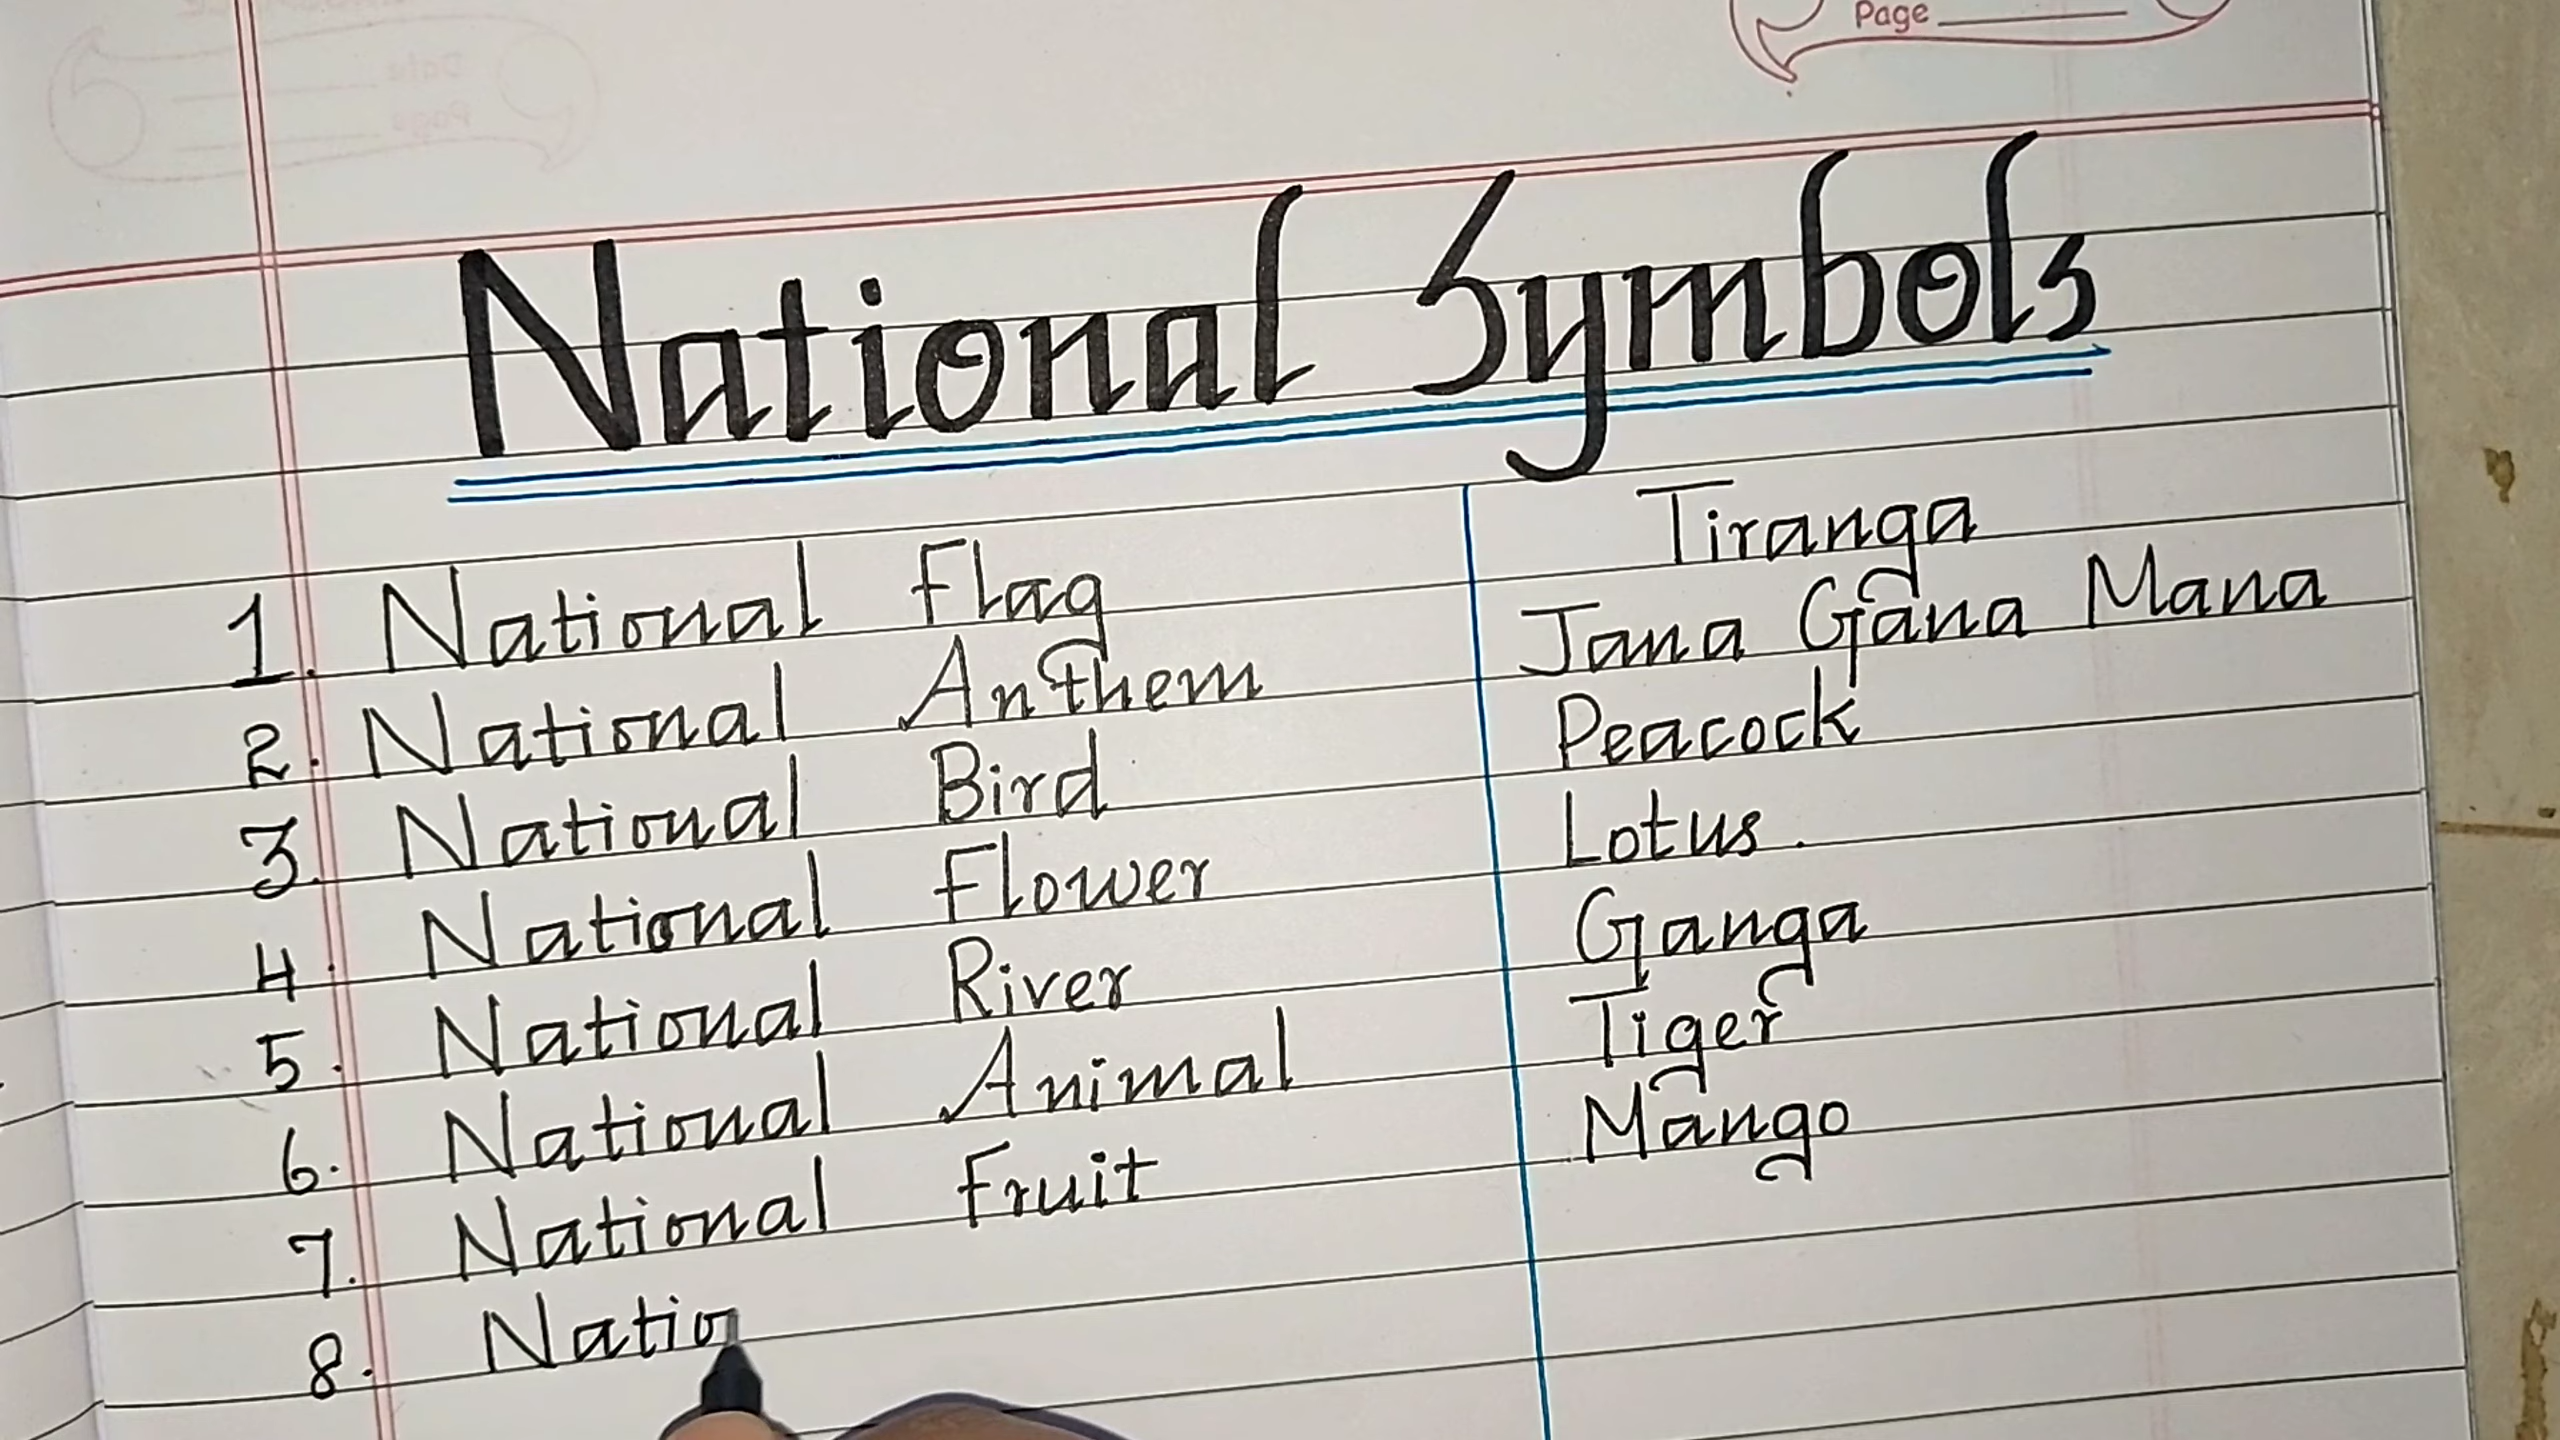 Page
National Symbols
1. National Flag Tiranga
2. National Anthem Jana Gana Mana
3. National Bird Peacock
4. National Flower Lotus.
5. National River Ganga
6. National Animal Tiger
7. National Fruit Mango
8. Natio